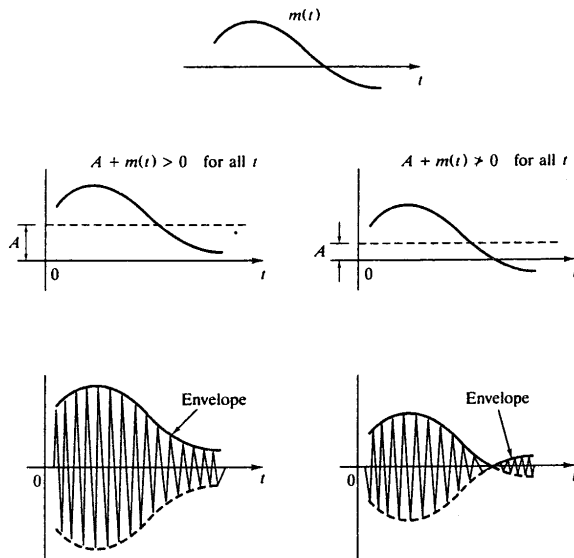 m(t)
t
A + m(t) > 0 for all t
A + m(t) ≯ 0 for all t
A
0
t
A
0
t
Envelope
0
t
Envelope
0
t